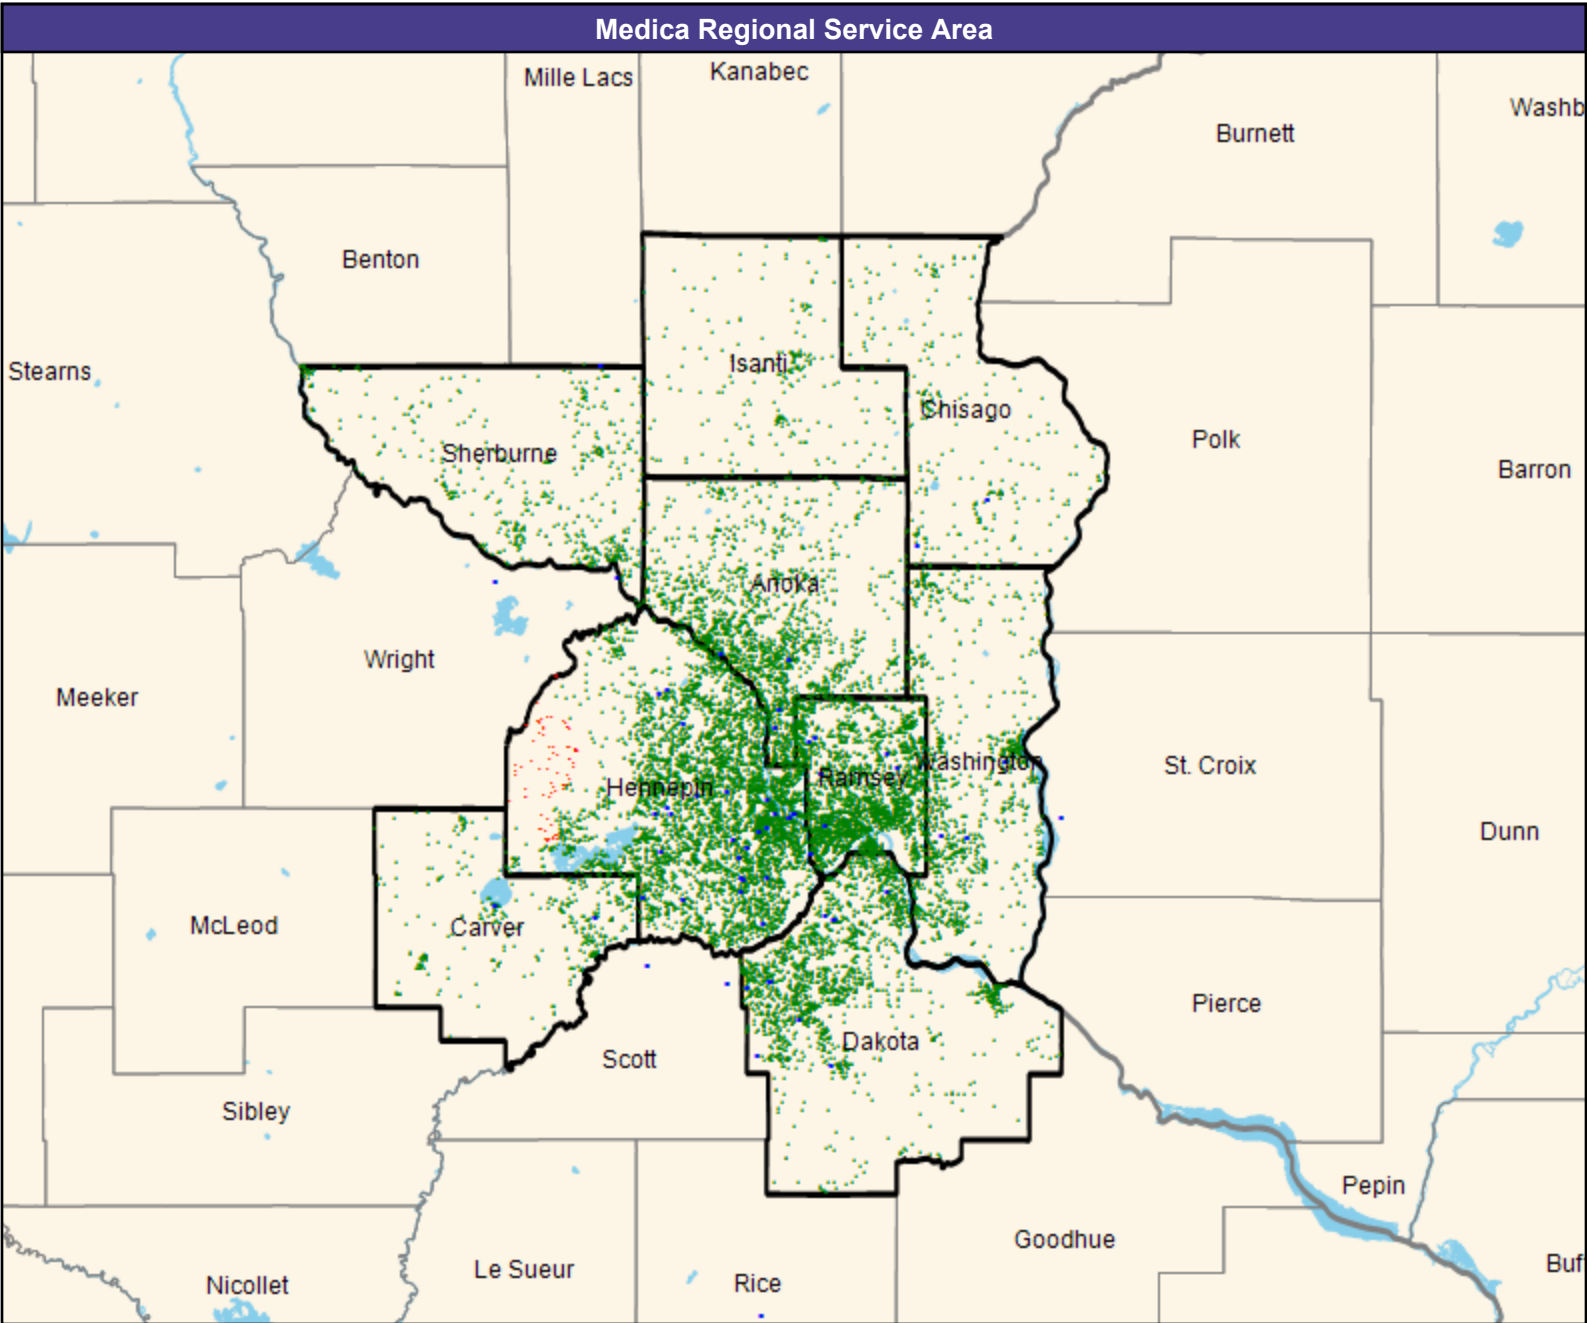 Medica Regional Service Area
Mille Lacs
Kanabec
Washb
Burnett
Benton
Stearns
Isanti
Chisago
Polk
Sherburne
Barron
Anoka
Wright
Meeker
Hennepin
Ramsey
Washington
St. Croix
Dunn
McLeod
Carver
Pierce
Scott
Dakota
Sibley
Pepin
Goodhue
Le Sueur
Rice
Nicollet
Buf